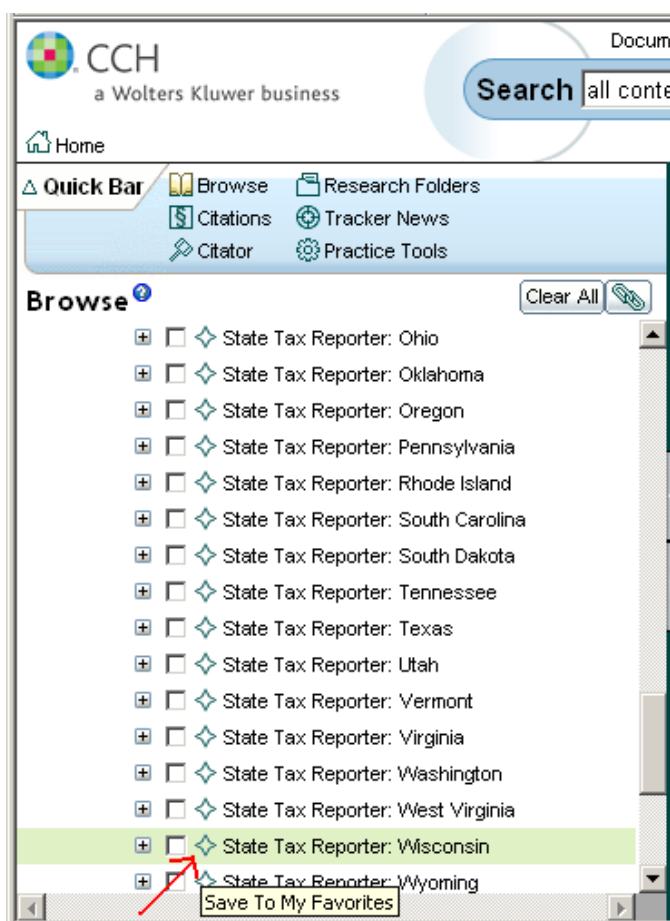 CCH
a Wolters Kluwer business
Docum
Search all conte
Home
Quick Bar Browse Research Folders
Citations Tracker News
Citator Practice Tools
Browse Clear All
State Tax Reporter: Ohio
State Tax Reporter: Oklahoma
State Tax Reporter: Oregon
State Tax Reporter: Pennsylvania
State Tax Reporter: Rhode Island
State Tax Reporter: South Carolina
State Tax Reporter: South Dakota
State Tax Reporter: Tennessee
State Tax Reporter: Texas
State Tax Reporter: Utah
State Tax Reporter: Vermont
State Tax Reporter: Virginia
State Tax Reporter: Washington
State Tax Reporter: West Virginia
State Tax Reporter: Wisconsin
State Tax Reporter: Wyoming
Save To My Favorites